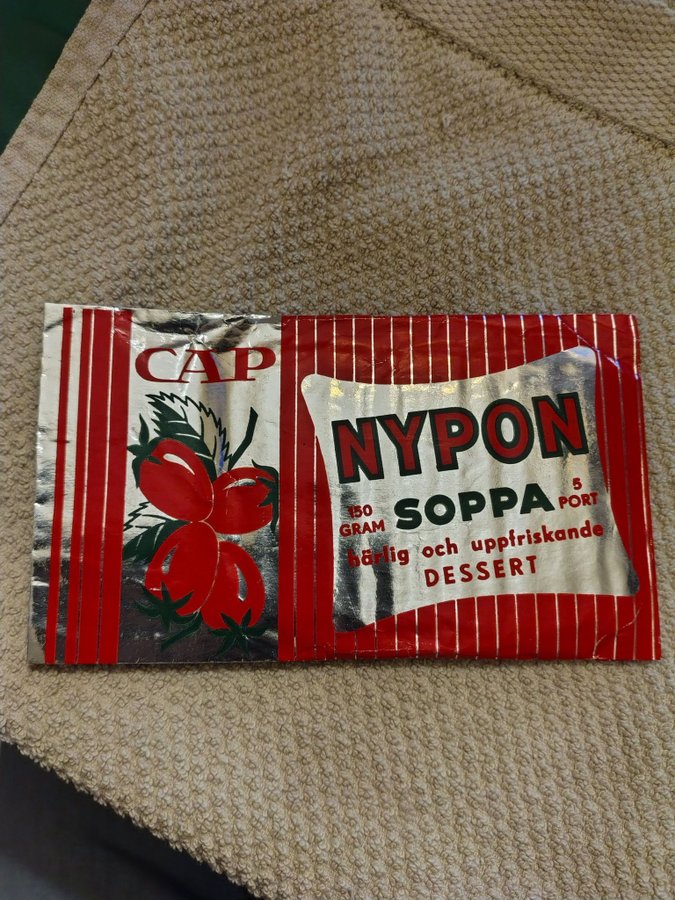 CAP
NYPON
150 GRAM
SOPPA
5 PORT
härlig och uppfriskande
DESSERT